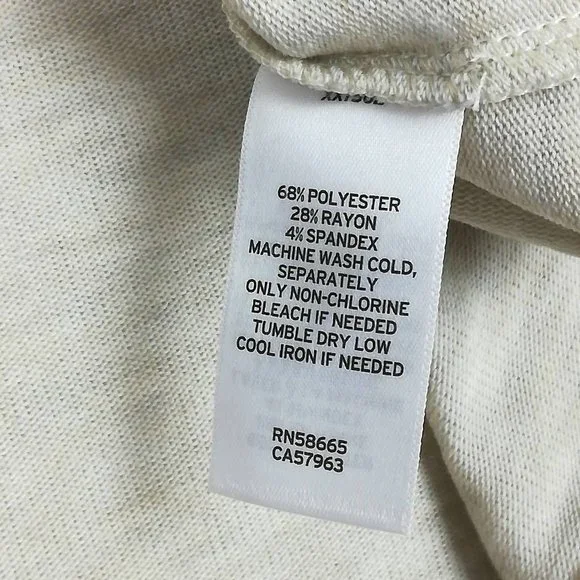 68% POLYESTER
28% RAYON
4% SPANDEX
MACHINE WASH COLD,
SEPARATELY
ONLY NON-CHLORINE
BLEACH IF NEEDED
TUMBLE DRY LOW
COOL IRON IF NEEDED
RN58665
CA57963